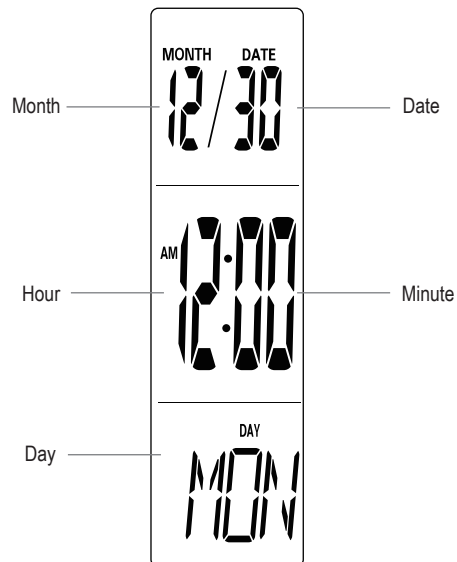 MONTH DATE
Month 12/30 Date
AM
Hour 12:00 Minute
DAY
Day
MON